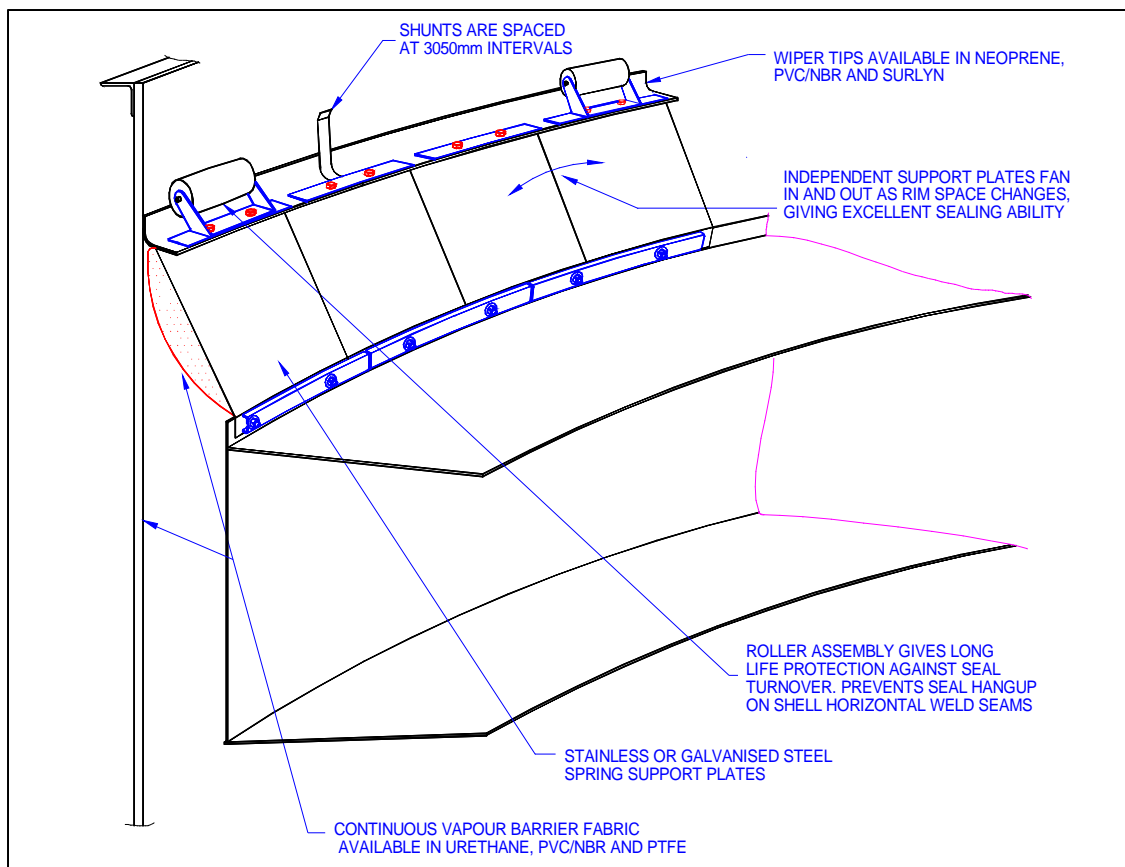 SHUNTS ARE SPACED
AT 3050mm INTERVALS
WIPER TIPS AVAILABLE IN NEOPRENE,
PVC/NBR AND SURLYN
INDEPENDENT SUPPORT PLATES FAN
IN AND OUT AS RIM SPACE CHANGES,
GIVING EXCELLENT SEALING ABILITY
ROLLER ASSEMBLY GIVES LONG
LIFE PROTECTION AGAINST SEAL
TURNOVER. PREVENTS SEAL HANGUP
ON SHELL HORIZONTAL WELD SEAMS
STAINLESS OR GALVANISED STEEL
SPRING SUPPORT PLATES
CONTINUOUS VAPOUR BARRIER FABRIC
AVAILABLE IN URETHANE, PVC/NBR AND PTFE